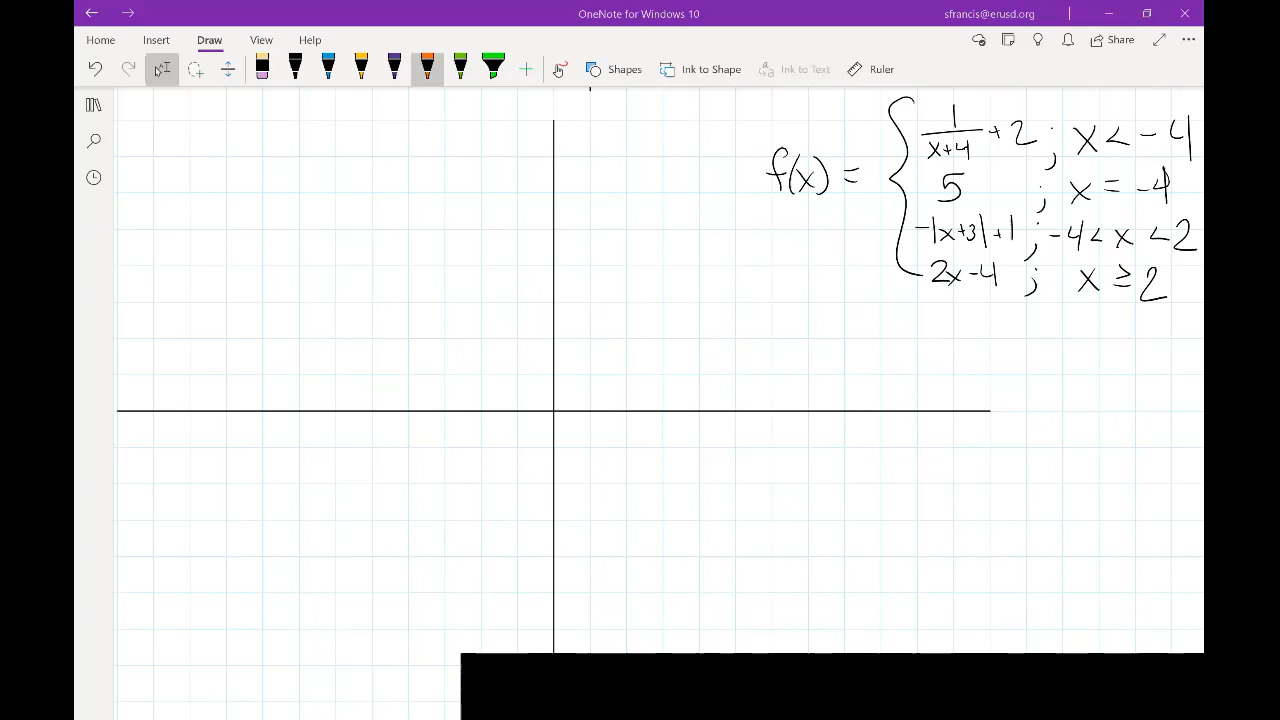 OneNote for Windows 10
sfrancis@erusd.org
Home Insert Draw View Help
Share
Shapes Ink to Shape Ink to Text Ruler
f(x) = { 1/(x+4) + 2 ; x < -4
5 ; x = -4
-|x+3|+1 ; -4 < x < 2
2x-4 ; x ≥ 2